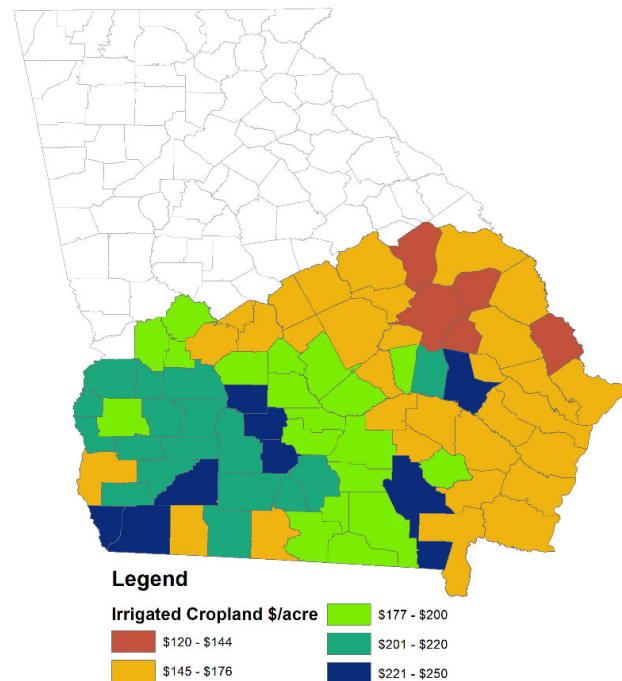 Legend
Irrigated Cropland $/acre
$120 - $144
$145 - $176
$177 - $200
$201 - $220
$221 - $250